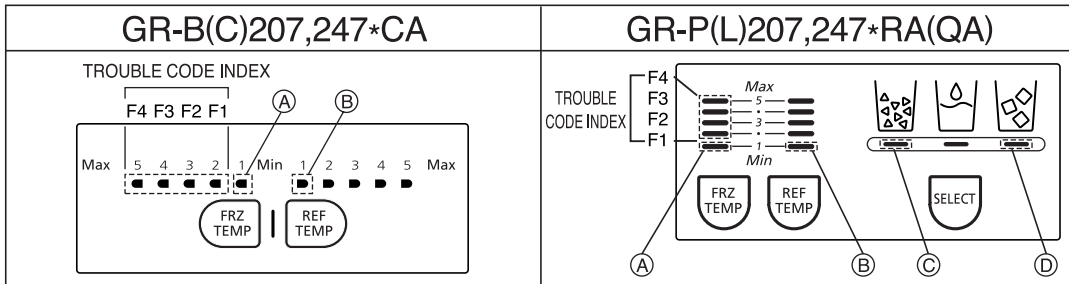 GR-B(C)207,247*CA
TROUBLE CODE INDEX
F4 F3 F2 F1
A B
Max 5 4 3 2 1 Min 1 2 3 4 5 Max
FRZ TEMP
REF TEMP
GR-P(L)207,247*RA(QA)
TROUBLE CODE INDEX
F4
F3
F2
F1
Max
5
3
1
Min
FRZ TEMP
REF TEMP
SELECT
A B C D